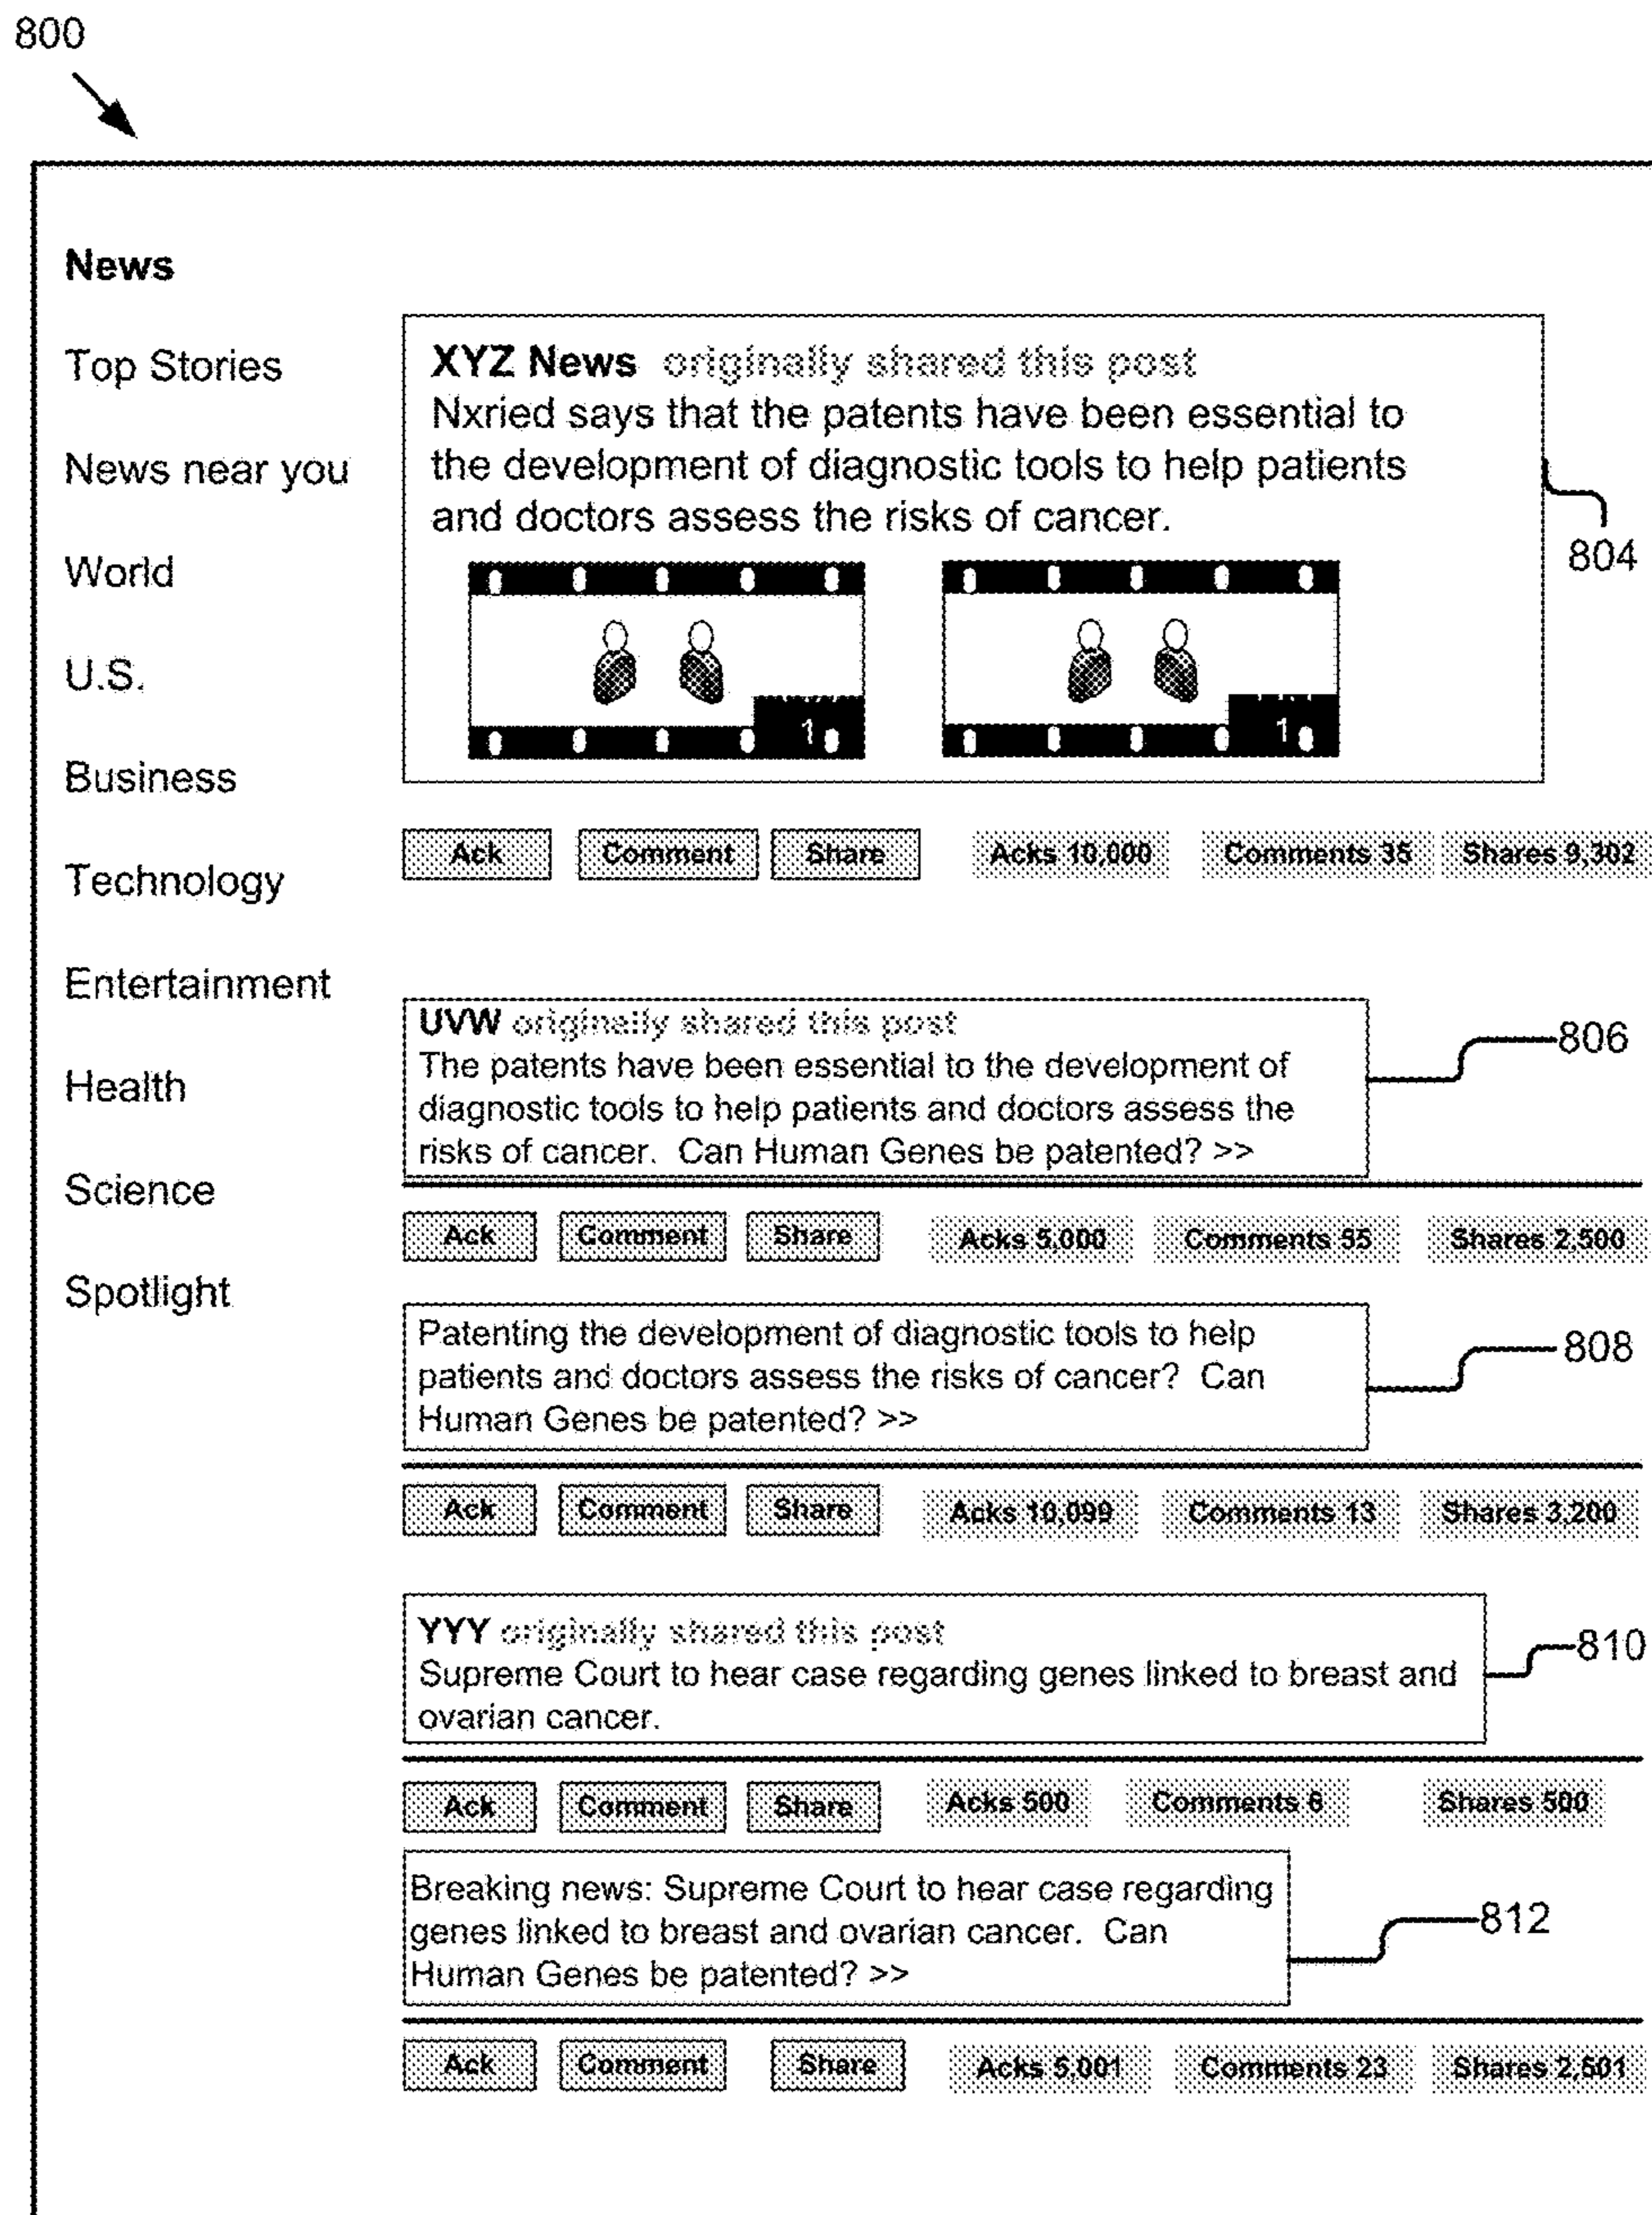 800
News
Top Stories
News near you
World
U.S.
Business
Technology
Entertainment
Health
Science
Spotlight
XYZ News originally shared this post
Nxried says that the patents have been essential to
the development of diagnostic tools to help patients
and doctors assess the risks of cancer.
1
1
804
Ack Comment Share Acks 10,000 Comments 35 Shares 9,302
UVW originally shared this post
The patents have been essential to the development of
diagnostic tools to help patients and doctors assess the
risks of cancer. Can Human Genes be patented? >>
806
Ack Comment Share Acks 5,000 Comments 55 Shares 2,500
Patenting the development of diagnostic tools to help
patients and doctors assess the risks of cancer? Can
Human Genes be patented? >>
808
Ack Comment Share Acks 10,099 Comments 13 Shares 3,200
YYY originally shared this post
Supreme Court to hear case regarding genes linked to breast and
ovarian cancer.
810
Ack Comment Share Acks 500 Comments 6 Shares 500
Breaking news: Supreme Court to hear case regarding
genes linked to breast and ovarian cancer. Can
Human Genes be patented? >>
812
Ack Comment Share Acks 5,001 Comments 23 Shares 2,501